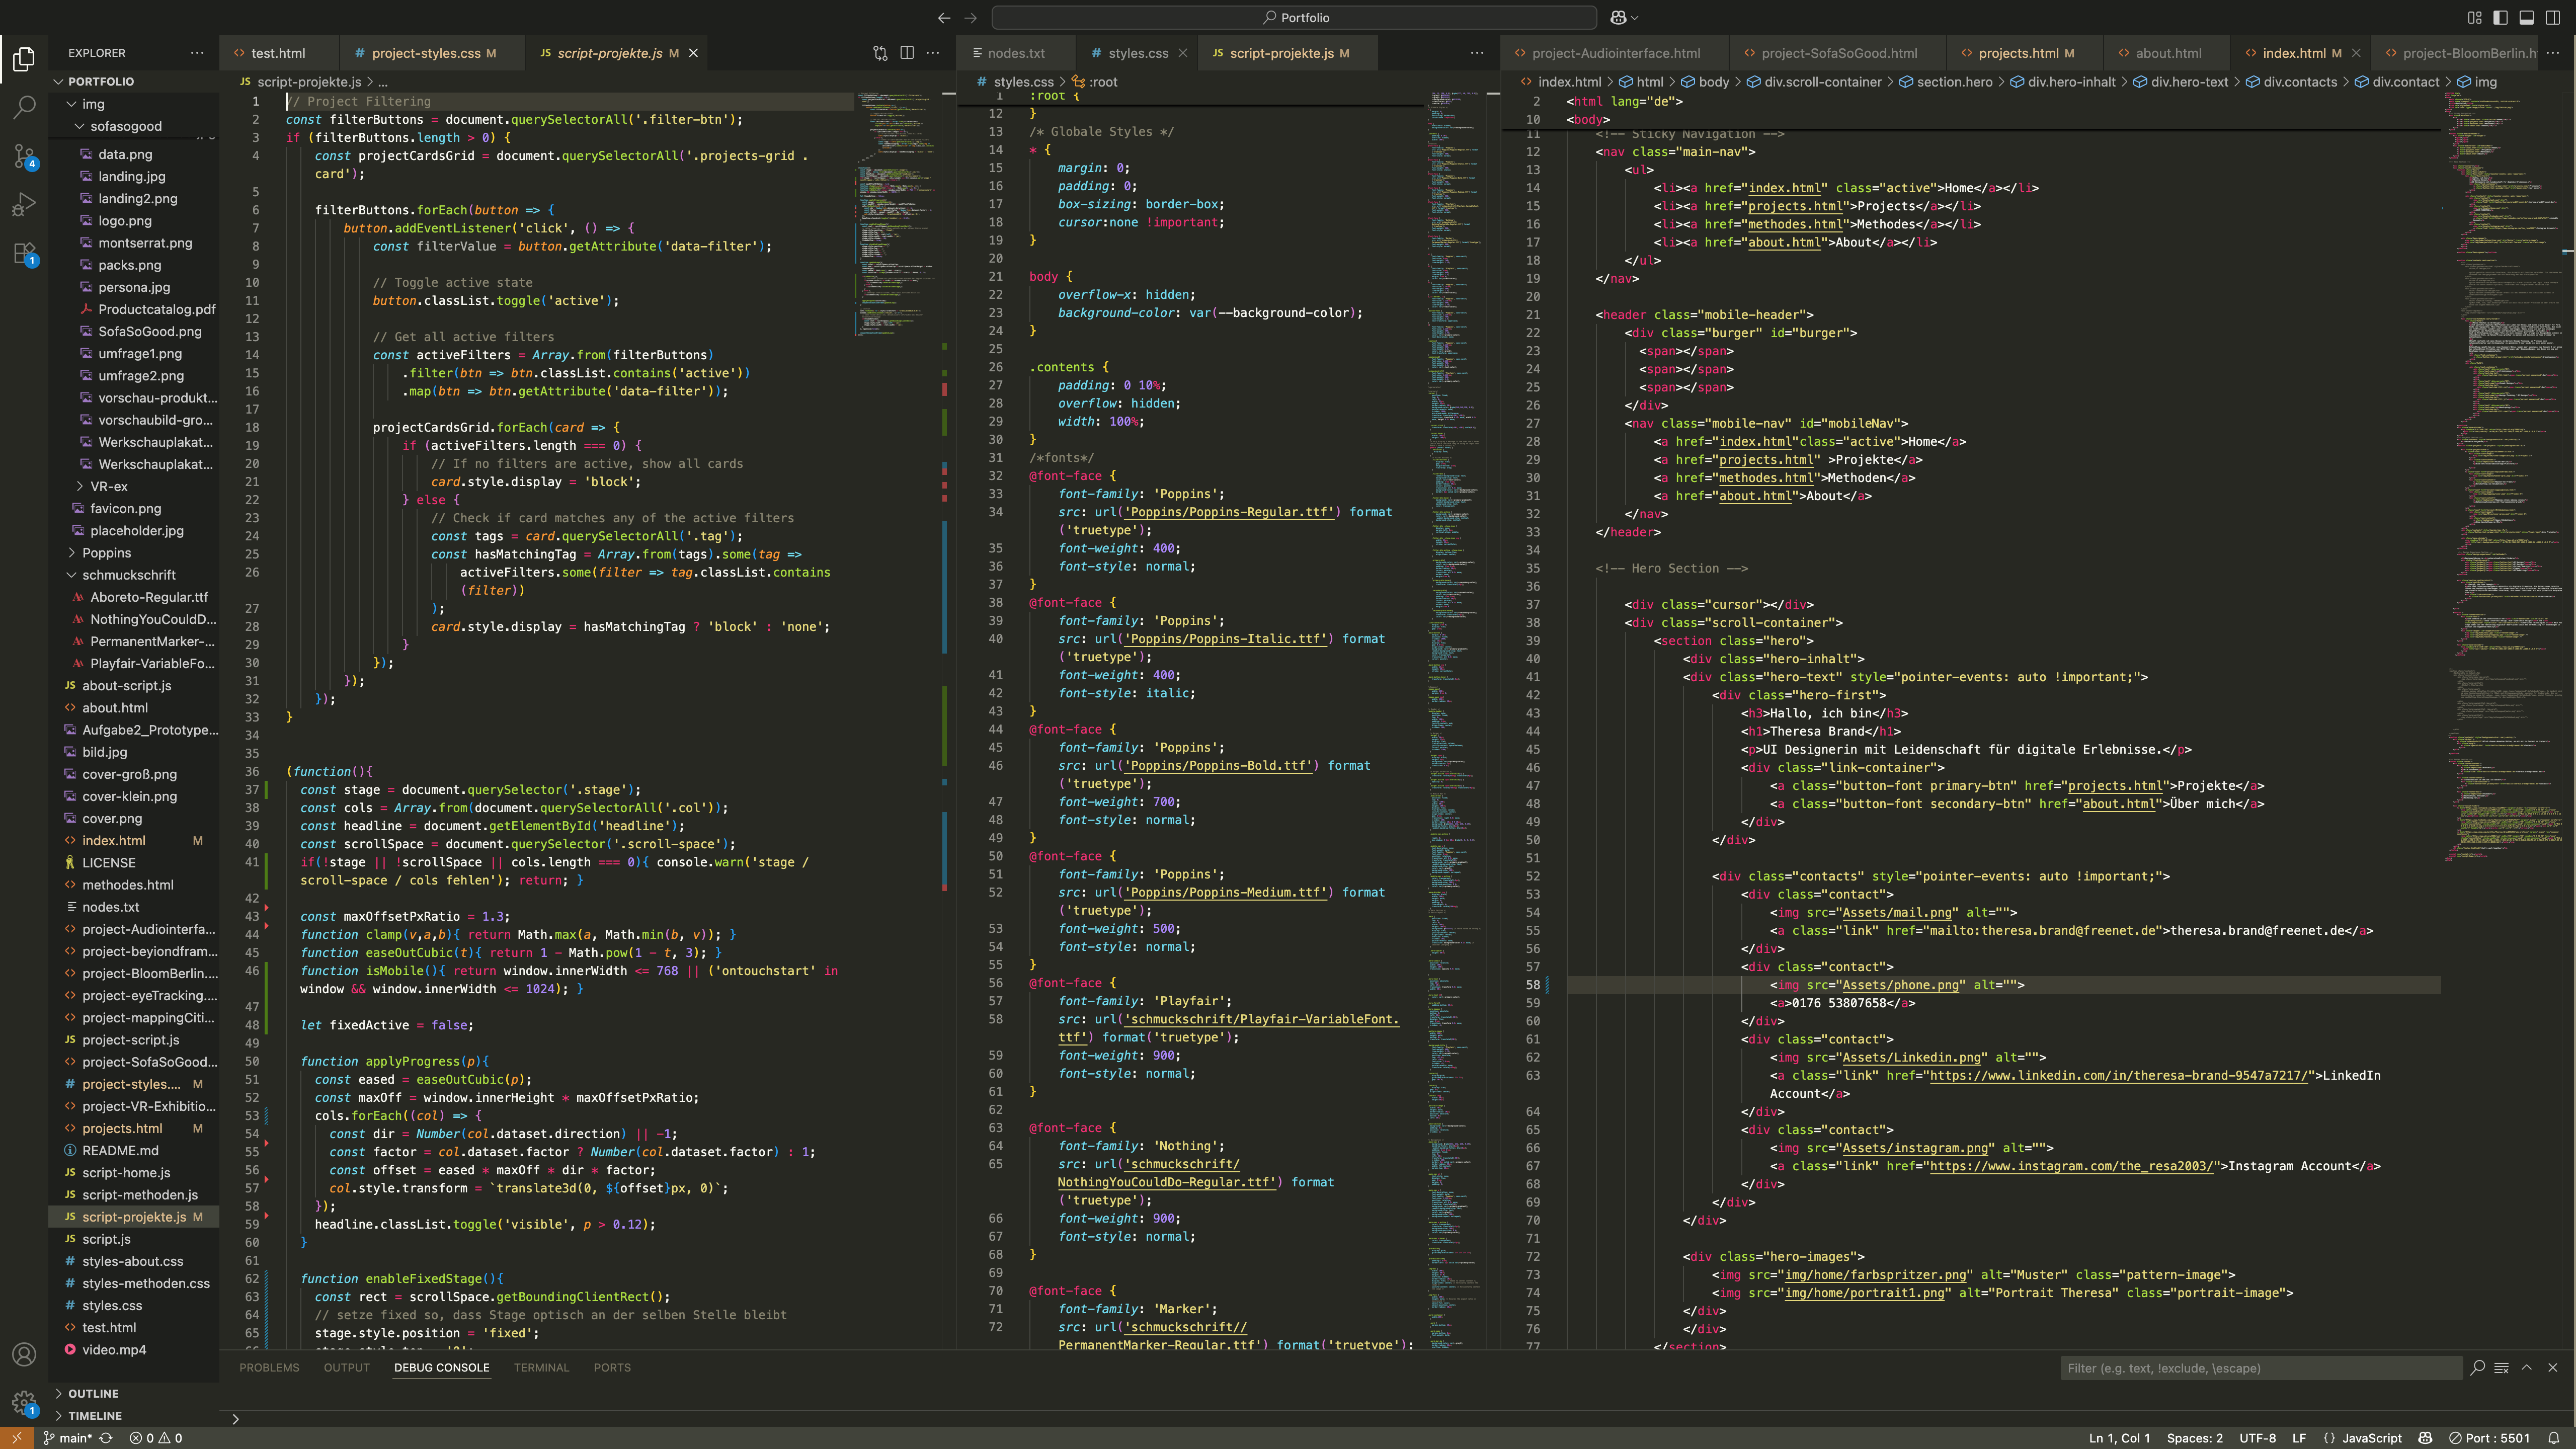 Portfolio
EXPLORER
PORTFOLIO
img
sofasogood
data.png
landing.jpg
landing2.png
logo.png
montserrat.png
packs.png
persona.jpg
Productcatalog.pdf
SofaSoGood.png
umfrage1.png
umfrage2.png
vorschau-produkt...
vorschaubild-gro...
Werkschauplakat...
Werkschauplakat...
VR-ex
favicon.png
placeholder.jpg
Poppins
schmuckschrift
Aboreto-Regular.ttf
NothingYouCouldD...
PermanentMarker-...
Playfair-VariableFo...
about-script.js
about.html
Aufgabe2_Prototype...
bild.jpg
cover-groß.png
cover-klein.png
cover.png
index.html M
LICENSE
methodes.html
nodes.txt
project-Audiointerfa...
project-beyiondfram...
project-BloomBerlin....
project-eyeTracking....
project-mappingCiti...
project-script.js
project-SofaSoGood...
project-styles.... M
project-VR-Exhibitio...
projects.html M
README.md
script-home.js
script-methoden.js
script-projekte.js M
script.js
styles-about.css
styles-methoden.css
styles.css
test.html
video.mp4
OUTLINE
TIMELINE
4
1
1
test.html project-styles.css M script-projekte.js M
script-projekte.js > ...
1 // Project Filtering
2 const filterButtons = document.querySelectorAll('.filter-btn');
3 if (filterButtons.length > 0) {
4 const projectCardsGrid = document.querySelectorAll('.projects-grid .
card');
5
6 filterButtons.forEach(button => {
7 button.addEventListener('click', () => {
8 const filterValue = button.getAttribute('data-filter');
9
10 // Toggle active state
11 button.classList.toggle('active');
12
13 // Get all active filters
14 const activeFilters = Array.from(filterButtons)
15 .filter(btn => btn.classList.contains('active'))
16 .map(btn => btn.getAttribute('data-filter'));
17
18 projectCardsGrid.forEach(card => {
19 if (activeFilters.length === 0) {
20 // If no filters are active, show all cards
21 card.style.display = 'block';
22 } else {
23 // Check if card matches any of the active filters
24 const tags = card.querySelectorAll('.tag');
25 const hasMatchingTag = Array.from(tags).some(tag =>
26 activeFilters.some(filter => tag.classList.contains
(filter))
27 );
28 card.style.display = hasMatchingTag ? 'block' : 'none';
29 }
30 });
31 });
32 });
33 }
34
35
36 (function(){
37 const stage = document.querySelector('.stage');
38 const cols = Array.from(document.querySelectorAll('.col'));
39 const headline = document.getElementById('headline');
40 const scrollSpace = document.querySelector('.scroll-space');
41 if(!stage || !scrollSpace || cols.length === 0){ console.warn('stage /
scroll-space / cols fehlen'); return; }
42
43 const maxOffsetPxRatio = 1.3;
44 function clamp(v,a,b){ return Math.max(a, Math.min(b, v)); }
45 function easeOutCubic(t){ return 1 - Math.pow(1 - t, 3); }
46 function isMobile(){ return window.innerWidth <= 768 || ('ontouchstart' in
window && window.innerWidth <= 1024); }
47
48 let fixedActive = false;
49
50 function applyProgress(p){
51 const eased = easeOutCubic(p);
52 const maxOff = window.innerHeight * maxOffsetPxRatio;
53 cols.forEach((col) => {
54 const dir = Number(col.dataset.direction) || -1;
55 const factor = col.dataset.factor ? Number(col.dataset.factor) : 1;
56 const offset = eased * maxOff * dir * factor;
57 col.style.transform = `translate3d(0, ${offset}px, 0)`;
58 });
59 headline.classList.toggle('visible', p > 0.12);
60 }
61
62 function enableFixedStage(){
63 const rect = scrollSpace.getBoundingClientRect();
64 // setze fixed so, dass Stage optisch an der selben Stelle bleibt
65 stage.style.position = 'fixed';
nodes.txt styles.css script-projekte.js M
styles.css > :root
1 :root {
12 }
13 /* Globale Styles */
14 * {
15 margin: 0;
16 padding: 0;
17 box-sizing: border-box;
18 cursor:none !important;
19 }
20
21 body {
22 overflow-x: hidden;
23 background-color: var(--background-color);
24 }
25
26 .contents {
27 padding: 0 10%;
28 overflow: hidden;
29 width: 100%;
30 }
31 /*fonts*/
32 @font-face {
33 font-family: 'Poppins';
34 src: url('Poppins/Poppins-Regular.ttf') format
('truetype');
35 font-weight: 400;
36 font-style: normal;
37 }
38 @font-face {
39 font-family: 'Poppins';
40 src: url('Poppins/Poppins-Italic.ttf') format
('truetype');
41 font-weight: 400;
42 font-style: italic;
43 }
44 @font-face {
45 font-family: 'Poppins';
46 src: url('Poppins/Poppins-Bold.ttf') format
('truetype');
47 font-weight: 700;
48 font-style: normal;
49 }
50 @font-face {
51 font-family: 'Poppins';
52 src: url('Poppins/Poppins-Medium.ttf') format
('truetype');
53 font-weight: 500;
54 font-style: normal;
55 }
56 @font-face {
57 font-family: 'Playfair';
58 src: url('schmuckschrift/Playfair-VariableFont.
ttf') format('truetype');
59 font-weight: 900;
60 font-style: normal;
61 }
62
63 @font-face {
64 font-family: 'Nothing';
65 src: url('schmuckschrift/
NothingYouCouldDo-Regular.ttf') format
('truetype');
66 font-weight: 900;
67 font-style: normal;
68 }
69
70 @font-face {
71 font-family: 'Marker';
72 src: url('schmuckschrift//
PermanentMarker-Regular.ttf') format('truetype');
project-Audiointerface.html project-SofaSoGood.html projects.html M about.html index.html M project-BloomBerlin.h
index.html > html > body > div.scroll-container > section.hero > div.hero-inhalt > div.hero-text > div.contacts > div.contact > img
2 <html lang="de">
10 <body>
11 <!-- Sticky Navigation -->
12 <nav class="main-nav">
13 <ul>
14 <li><a href="index.html" class="active">Home</a></li>
15 <li><a href="projects.html">Projects</a></li>
16 <li><a href="methodes.html">Methodes</a></li>
17 <li><a href="about.html">About</a></li>
18 </ul>
19 </nav>
20
21 <header class="mobile-header">
22 <div class="burger" id="burger">
23 <span></span>
24 <span></span>
25 <span></span>
26 </div>
27 <nav class="mobile-nav" id="mobileNav">
28 <a href="index.html"class="active">Home</a>
29 <a href="projects.html" >Projekte</a>
30 <a href="methodes.html">Methoden</a>
31 <a href="about.html">About</a>
32 </nav>
33 </header>
34
35 <!-- Hero Section -->
36
37 <div class="cursor"></div>
38 <div class="scroll-container">
39 <section class="hero">
40 <div class="hero-inhalt">
41 <div class="hero-text" style="pointer-events: auto !important;">
42 <div class="hero-first">
43 <h3>Hallo, ich bin</h3>
44 <h1>Theresa Brand</h1>
45 <p>UI Designerin mit Leidenschaft für digitale Erlebnisse.</p>
46 <div class="link-container">
47 <a class="button-font primary-btn" href="projects.html">Projekte</a>
48 <a class="button-font secondary-btn" href="about.html">Über mich</a>
49 </div>
50 </div>
51
52 <div class="contacts" style="pointer-events: auto !important;">
53 <div class="contact">
54 <img src="Assets/mail.png" alt="">
55 <a class="link" href="mailto:theresa.brand@freenet.de">theresa.brand@freenet.de</a>
56 </div>
57 <div class="contact">
58 <img src="Assets/phone.png" alt="">
59 <a>0176 53807658</a>
60 </div>
61 <div class="contact">
62 <img src="Assets/Linkedin.png" alt="">
63 <a class="link" href="https://www.linkedin.com/in/theresa-brand-9547a7217/">LinkedIn
Account</a>
64 </div>
65 <div class="contact">
66 <img src="Assets/instagram.png" alt="">
67 <a class="link" href="https://www.instagram.com/the_resa2003/">Instagram Account</a>
68 </div>
69 </div>
70 </div>
71
72 <div class="hero-images">
73 <img src="img/home/farbspritzer.png" alt="Muster" class="pattern-image">
74 <img src="img/home/portrait1.png" alt="Portrait Theresa" class="portrait-image">
75 </div>
76 </div>
77 </section>
PROBLEMS OUTPUT DEBUG CONSOLE TERMINAL PORTS
Filter (e.g. text, !exclude, \escape)
main* 0 0
Ln 1, Col 1 Spaces: 2 UTF-8 LF {} JavaScript Port : 5501